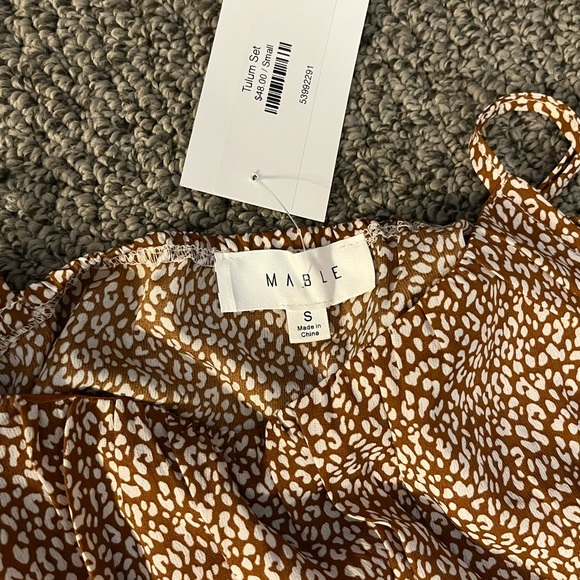 Tulum Set
$48.00 / Small
53992291
MABLE
S
Made in
China